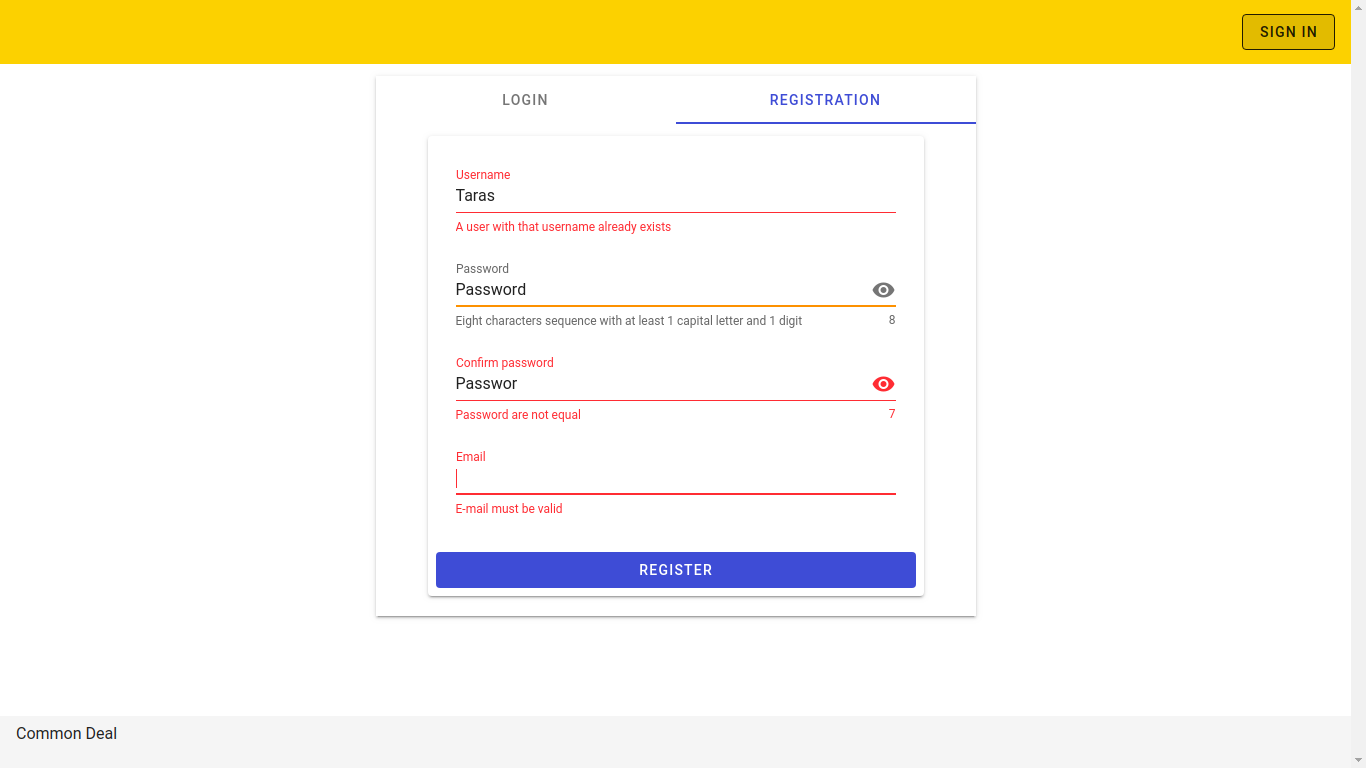 SIGN IN
LOGIN
REGISTRATION
Username
Taras
A user with that username already exists
Password
Password
Eight characters sequence with at least 1 capital letter and 1 digit
8
Confirm password
Passwor
Password are not equal
7
Email
E-mail must be valid
REGISTER
Common Deal